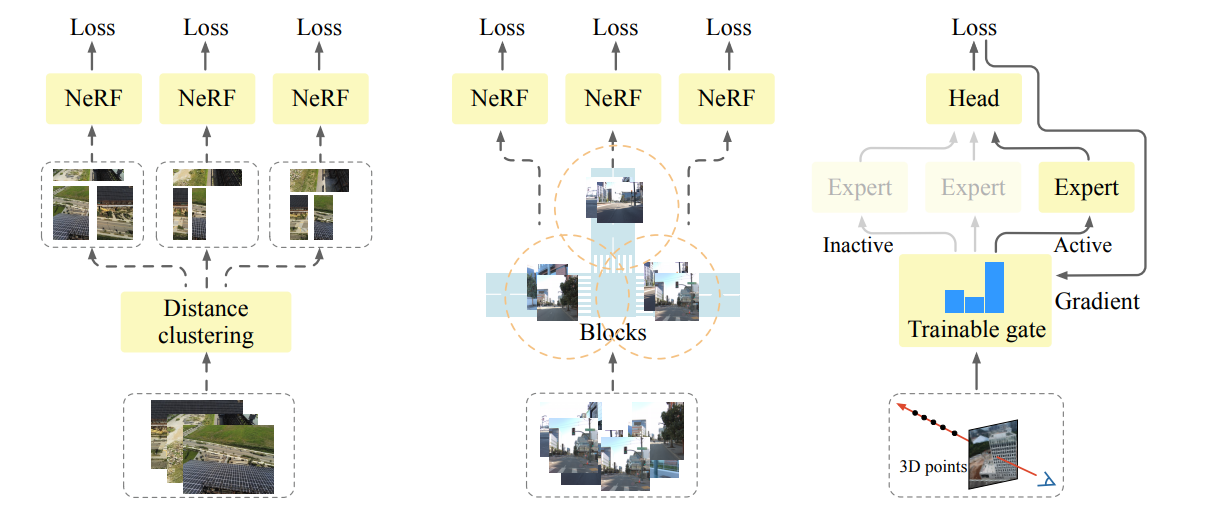 Loss
Loss
Loss
NeRF
NeRF
NeRF
Distance
clustering
Loss
Loss
Loss
NeRF
NeRF
NeRF
Blocks
Loss
Head
Expert
Expert
Expert
Inactive
Active
Gradient
Trainable gate
3D points